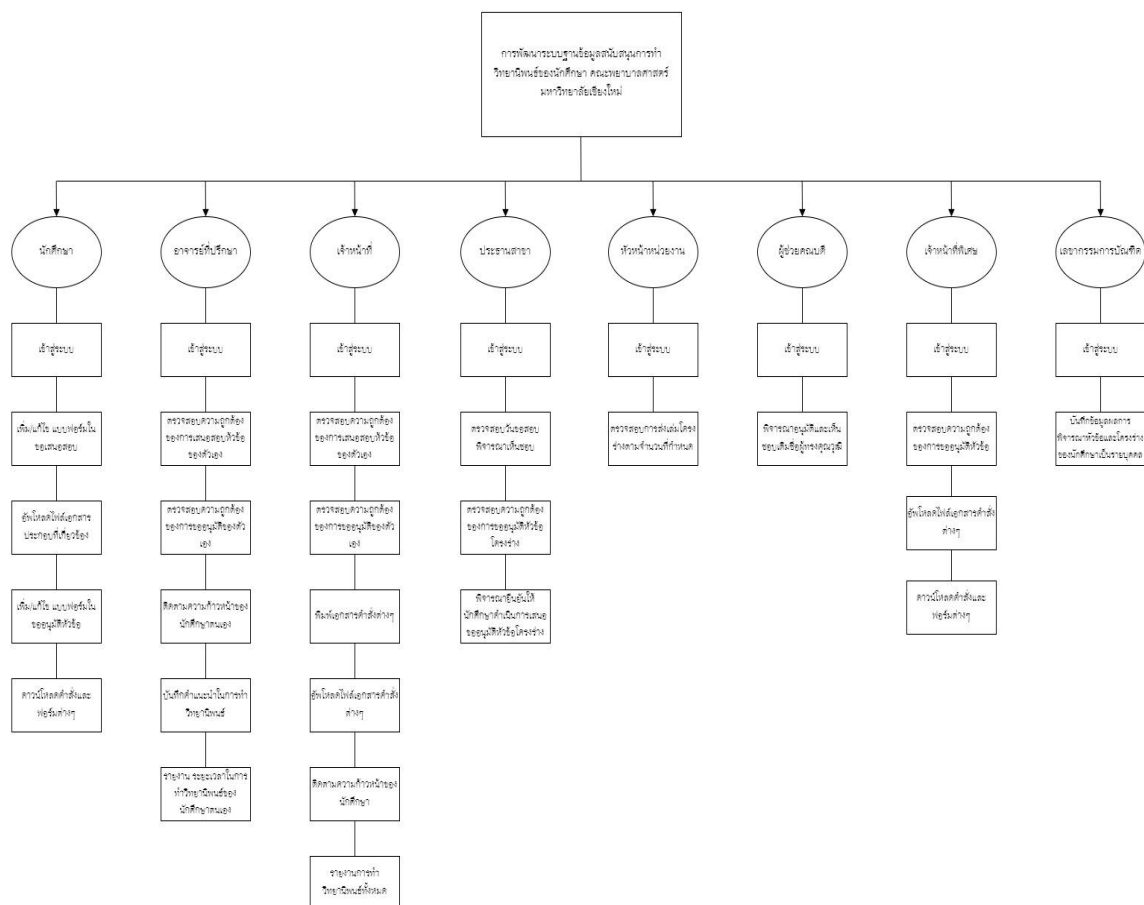 การพัฒนาระบบฐานข้อมูลสนับสนุนการทำ
วิทยานิพนธ์ของนักศึกษา คณะพยาบาลศาสตร์
มหาวิทยาลัยเชียงใหม่
นักศึกษา
เข้าสู่ระบบ
เพิ่ม/แก้ไข แบบฟอร์มใบ
ขอเสนอสอบ
อัพโหลดไฟล์เอกสาร
ประกอบที่เกี่ยวข้อง
เพิ่ม/แก้ไข แบบฟอร์มใบ
ขออนุมัติหัวข้อ
ดาวน์โหลดคำสั่งและ
ฟอร์มต่างๆ
อาจารย์ที่ปรึกษา
เข้าสู่ระบบ
ตรวจสอบความถูกต้อง
ของการเสนอสอบหัวข้อ
ของตัวเอง
ตรวจสอบความถูกต้อง
ของการขออนุมัติของตัว
เอง
ติดตามความก้าวหน้าของ
นักศึกษาตนเอง
บันทึกคำแนะนำในการทำ
วิทยานิพนธ์
รายงาน ระยะเวลาในการ
ทำวิทยานิพนธ์ของ
นักศึกษาตนเอง
เจ้าหน้าที่
เข้าสู่ระบบ
ตรวจสอบความถูกต้อง
ของการเสนอสอบหัวข้อ
ของตัวเอง
ตรวจสอบความถูกต้อง
ของการขออนุมัติของตัว
เอง
พิมพ์เอกสารคำสั่งต่างๆ
อัพโหลดไฟล์เอกสารคำสั่ง
ต่างๆ
ติดตามความก้าวหน้าของ
นักศึกษา
รายงานการทำ
วิทยานิพนธ์ทั้งหมด
ประธานสาขา
เข้าสู่ระบบ
ตรวจสอบวันขอสอบ
พิจารณาเห็นชอบ
ตรวจสอบความถูกต้อง
ของการขออนุมัติหัวข้อ
โครงร่าง
พิจารณายืนยันให้
นักศึกษาดำเนินการเสนอ
ขออนุมัติหัวข้อโครงร่าง
หัวหน้าหน่วยงาน
เข้าสู่ระบบ
ตรวจสอบการส่งเล่มโครง
ร่างตามจำนวนที่กำหนด
ผู้ช่วยคณบดี
เข้าสู่ระบบ
พิจารณาอนุมัติและเห็น
ชอบเติมชื่อผู้ทรงคุณวุฒิ
เจ้าหน้าที่พิเศษ
เข้าสู่ระบบ
ตรวจสอบความถูกต้อง
ของการขออนุมัติหัวข้อ
อัพโหลดไฟล์เอกสารคำสั่ง
ต่างๆ
ดาวน์โหลดคำสั่งและ
ฟอร์มต่างๆ
เลขากรรมการบัณฑิต
เข้าสู่ระบบ
บันทึกข้อมูลผลการ
พิจารณาหัวข้อและโครงร่าง
ของนักศึกษาเป็นรายบุคคล